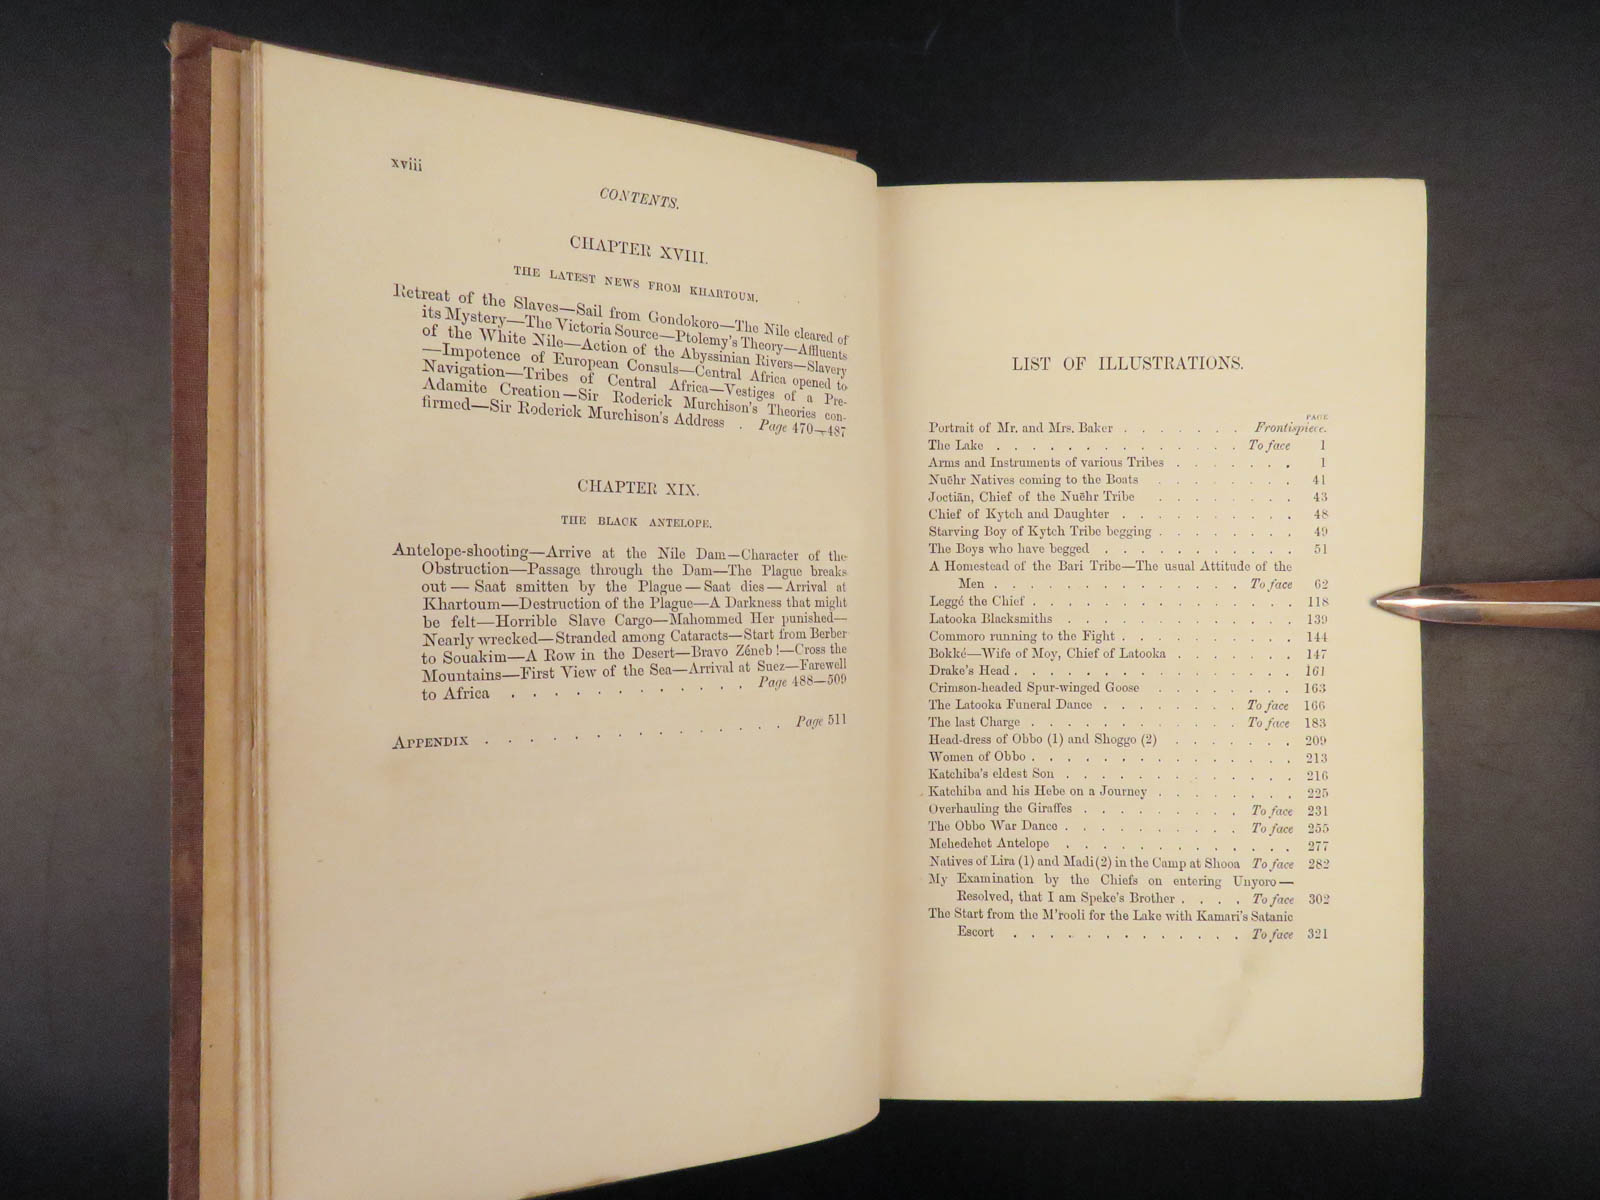 xviii
CONTENTS.
CHAPTER XVIII.
THE LATEST NEWS FROM KHARTOUM.
Retreat of the Slaves—Sail from Gondokoro—The Nile cleared of
its Mystery—The Victoria Source—Ptolemy's Theory—Affluents
of the White Nile—Action of the Abyssinian Rivers—Slavery
—Impotence of European Consuls—Central Africa opened to
Navigation—Tribes of Central Africa—Vestiges of a Pre-
Adamite Creation—Sir Roderick Murchison's Theories con-
firmed—Sir Roderick Murchison's Address . Page 470—487
CHAPTER XIX.
THE BLACK ANTELOPE.
Antelope-shooting—Arrive at the Nile Dam—Character of the
Obstruction—Passage through the Dam—The Plague breaks
out — Saat smitten by the Plague — Saat dies — Arrival at
Khartoum—Destruction of the Plague—A Darkness that might
be felt—Horrible Slave Cargo—Mahommed Her punished—
Nearly wrecked—Stranded among Cataracts—Start from Berber
to Souakim—A Row in the Desert—Bravo Zéneb!—Cross the
Mountains—First View of the Sea—Arrival at Suez—Farewell
to Africa . . . . . . . . . . . . Page 488—509
APPENDIX . . . . . . . . . . . . . Page 511
LIST OF ILLUSTRATIONS.
PAGE
Portrait of Mr. and Mrs. Baker . . . . . . . Frontispiece.
The Lake . . . . . . . . . . . . . To face 1
Arms and Instruments of various Tribes . . . . . . . 1
Nuëhr Natives coming to the Boats . . . . . . . . 41
Joctiān, Chief of the Nuëhr Tribe . . . . . . . . 43
Chief of Kytch and Daughter . . . . . . . . . . 48
Starving Boy of Kytch Tribe begging . . . . . . . . 49
The Boys who have begged . . . . . . . . . . . 51
A Homestead of the Bari Tribe—The usual Attitude of the
Men . . . . . . . . . . . . . . To face 62
Leggé the Chief . . . . . . . . . . . . . . 118
Latooka Blacksmiths . . . . . . . . . . . . . 139
Commoro running to the Fight . . . . . . . . . . 144
Bokké—Wife of Moy, Chief of Latooka . . . . . . . 147
Drake's Head . . . . . . . . . . . . . . . 161
Crimson-headed Spur-winged Goose . . . . . . . . 163
The Latooka Funeral Dance . . . . . . . . To face 166
The last Charge . . . . . . . . . . . . To face 183
Head-dress of Obbo (1) and Shoggo (2) . . . . . . . 209
Women of Obbo . . . . . . . . . . . . . . 213
Katchiba's eldest Son . . . . . . . . . . . . . 216
Katchiba and his Hebe on a Journey . . . . . . . . 225
Overhauling the Giraffes . . . . . . . . . To face 231
The Obbo War Dance . . . . . . . . . . To face 255
Mehedehet Antelope . . . . . . . . . . . . . 277
Natives of Lira (1) and Madi (2) in the Camp at Shooa To face 282
My Examination by the Chiefs on entering Unyoro —
Resolved, that I am Speke's Brother . . . . To face 302
The Start from the M'rooli for the Lake with Kamari's Satanic
Escort . . . . . . . . . . . . . To face 321